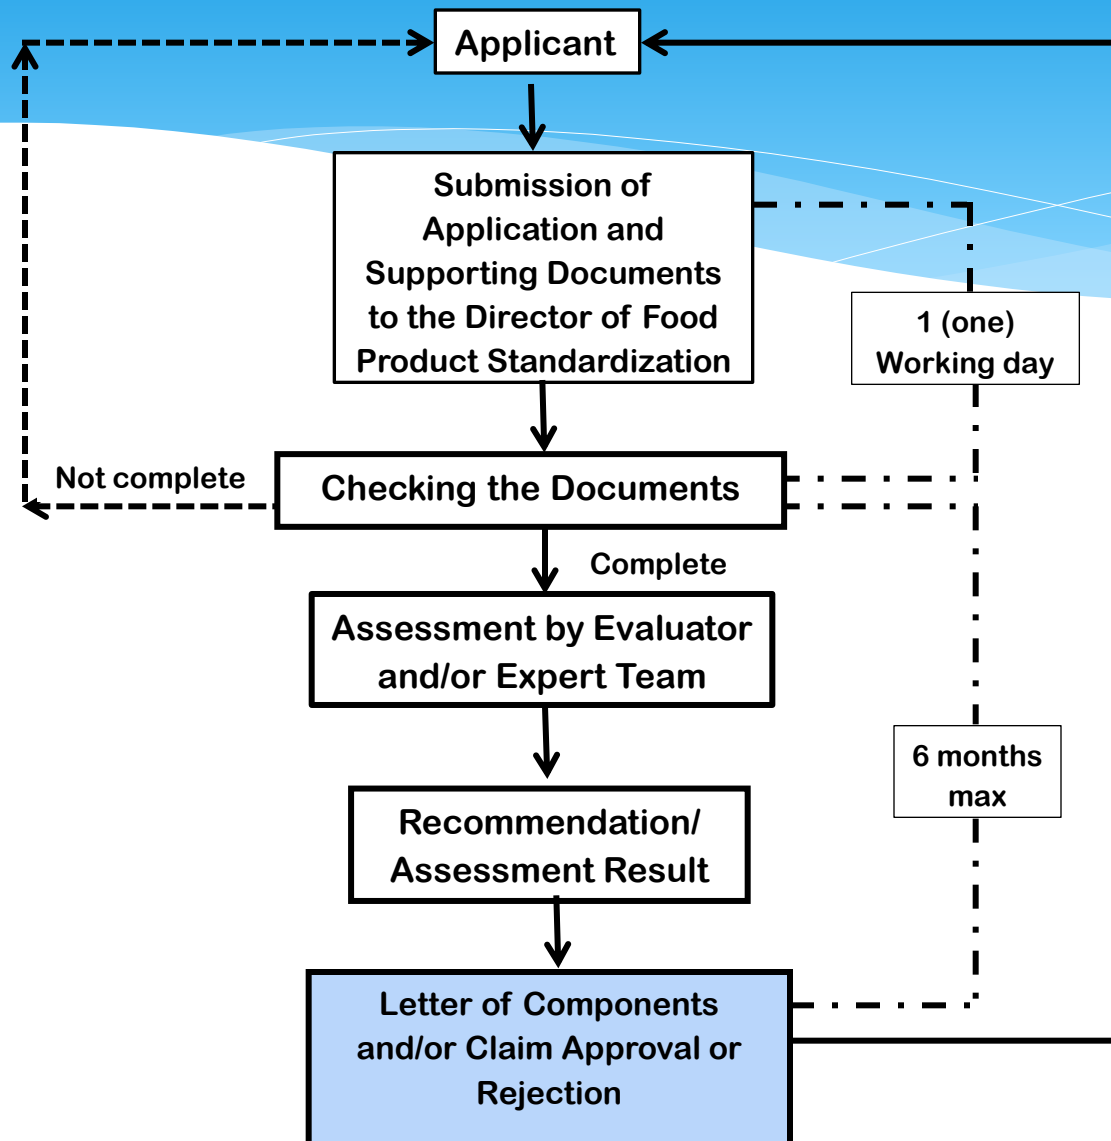 Applicant
Submission of
Application and
Supporting Documents
to the Director of Food
Product Standardization
1 (one)
Working day
Not complete
Checking the Documents
Complete
Assessment by Evaluator
and/or Expert Team
6 months
max
Recommendation/
Assessment Result
Letter of Components
and/or Claim Approval or
Rejection